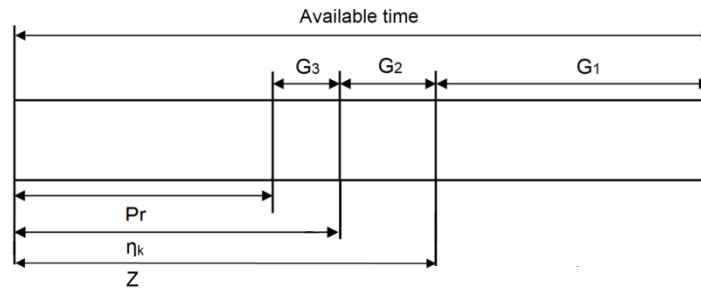 Available time
G₃ G₂ G₁
Pr
ηₖ
Z